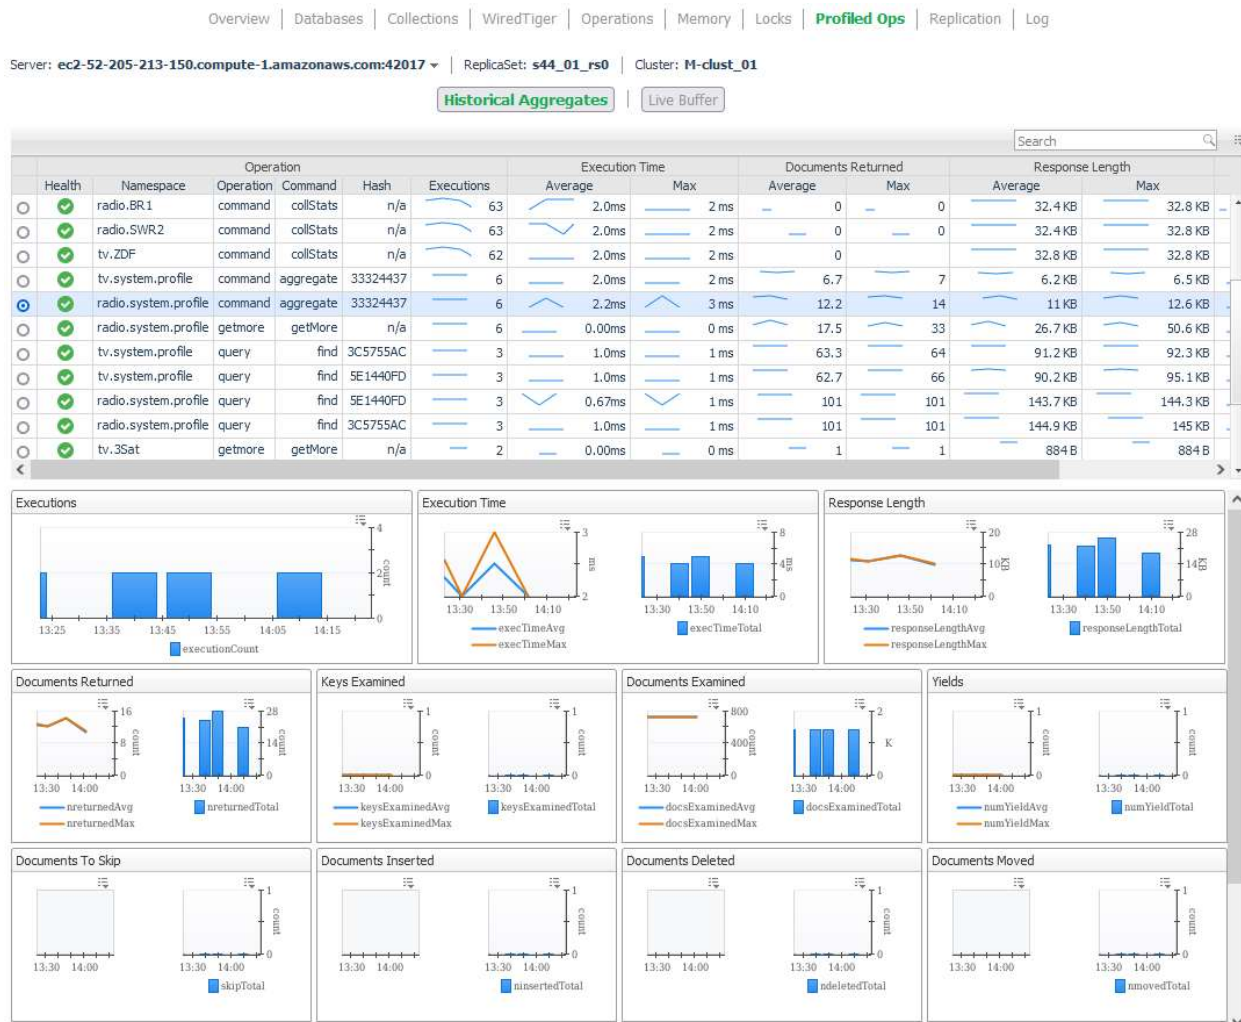 Overview | Databases | Collections | WiredTiger | Operations | Memory | Locks | Profiled Ops | Replication | Log
Server: ec2-52-205-213-150.compute-1.amazonaws.com:42017 | ReplicaSet: s44_01_rs0 | Cluster: M-clust_01
Historical Aggregates | Live Buffer
Search
Operation Execution Time Documents Returned Response Length
Health Namespace Operation Command Hash Executions Average Max Average Max Average Max
radio.BR1 command collStats n/a 63 2.0ms 2 ms 0 0 32.4 KB 32.8 KB
radio.SWR2 command collStats n/a 63 2.0ms 2 ms 0 0 32.4 KB 32.8 KB
tv.ZDF command collStats n/a 62 2.0ms 2 ms 0 32.8 KB 32.8 KB
tv.system.profile command aggregate 33324437 6 2.0ms 2 ms 6.7 7 6.2 KB 6.5 KB
radio.system.profile command aggregate 33324437 6 2.2ms 3 ms 12.2 14 11 KB 12.6 KB
radio.system.profile getmore getMore n/a 6 0.00ms 0 ms 17.5 33 26.7 KB 50.6 KB
tv.system.profile query find 3C5755AC 3 1.0ms 1 ms 63.3 64 91.2 KB 92.3 KB
tv.system.profile query find 5E1440FD 3 1.0ms 1 ms 62.7 66 90.2 KB 95.1 KB
radio.system.profile query find 5E1440FD 3 0.67ms 1 ms 101 101 143.7 KB 144.3 KB
radio.system.profile query find 3C5755AC 3 1.0ms 1 ms 101 101 144.9 KB 145 KB
tv.3Sat getmore getMore n/a 2 0.00ms 0 ms 1 1 884 B 884 B
Executions
4
2
0
count
13:25 13:35 13:45 13:55 14:05 14:15
executionCount
Execution Time
3
2
ms
13:30 13:50 14:10
execTimeAvg
execTimeMax
8
4
0
ms
13:30 13:50 14:10
execTimeTotal
Response Length
20
10
0
KB
13:30 13:50 14:10
responseLengthAvg
responseLengthMax
28
14
0
KB
13:30 13:50 14:10
responseLengthTotal
Documents Returned
16
8
0
count
13:30 14:00
nreturnedAvg
nreturnedMax
28
14
0
count
13:30 14:00
nreturnedTotal
Keys Examined
1
0
count
13:30 14:00
keysExaminedAvg
keysExaminedMax
1
0
count
13:30 14:00
keysExaminedTotal
Documents Examined
800
400
0
count
13:30 14:00
docsExaminedAvg
docsExaminedMax
2
K
0
13:30 14:00
docsExaminedTotal
Yields
1
0
count
13:30 14:00
numYieldAvg
numYieldMax
1
0
count
13:30 14:00
numYieldTotal
Documents To Skip
13:30 14:00
1
0
count
13:30 14:00
skipTotal
Documents Inserted
13:30 14:00
1
0
count
13:30 14:00
ninsertedTotal
Documents Deleted
13:30 14:00
1
0
count
13:30 14:00
ndeletedTotal
Documents Moved
13:30 14:00
1
0
count
13:30 14:00
nmovedTotal